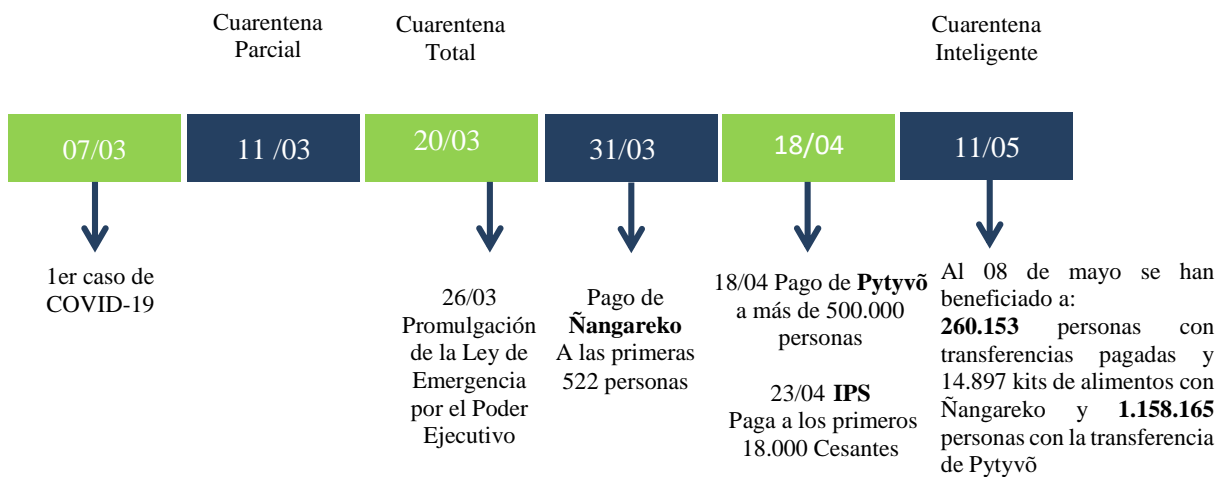 Cuarentena
Parcial
Cuarentena
Total
Cuarentena
Inteligente
07/03
11 /03
20/03
31/03
18/04
11/05
1er caso de
COVID-19
26/03
Promulgación
de la Ley de
Emergencia
por el Poder
Ejecutivo
Pago de
Ñangareko
A las primeras
522 personas
18/04 Pago de Pytyvõ
a más de 500.000
personas
23/04 IPS
Paga a los primeros
18.000 Cesantes
Al 08 de mayo se han
beneficiado a:
260.153 personas con
transferencias pagadas y
14.897 kits de alimentos con
Ñangareko y 1.158.165
personas con la transferencia
de Pytyvõ